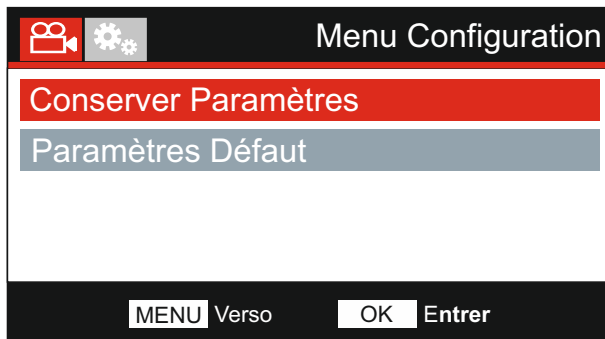 Menu Configuration
Conserver Paramètres
Paramètres Défaut
MENU Verso OK Entrer